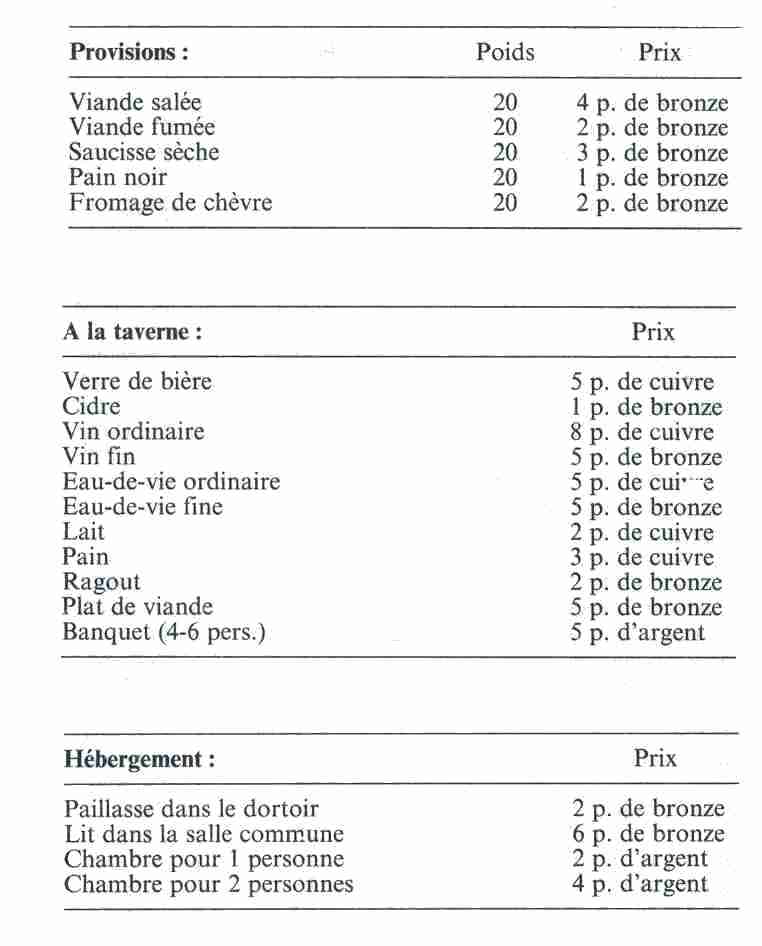 Provisions : Poids Prix
Viande salée 20 4 p. de bronze
Viande fumée 20 2 p. de bronze
Saucisse sèche 20 3 p. de bronze
Pain noir 20 1 p. de bronze
Fromage de chèvre 20 2 p. de bronze
A la taverne : Prix
Verre de bière 5 p. de cuivre
Cidre 1 p. de bronze
Vin ordinaire 8 p. de cuivre
Vin fin 5 p. de bronze
Eau-de-vie ordinaire 5 p. de
Eau-de-vie fine 5 p. de bronze
Lait 2 p. de cuivre
Pain 3 p. de cuivre
Ragout 2 p. de bronze
Plat de viande 5 p. de bronze
Banquet (4-6 pers.) 5 p. d'argent
Hébergement : Prix
Paillasse dans le dortoir 2 p. de bronze
Lit dans la salle commune 6 p. de bronze
Chambre pour 1 personne 2 p. d'argent
Chambre pour 2 personnes 4 p. d'argent